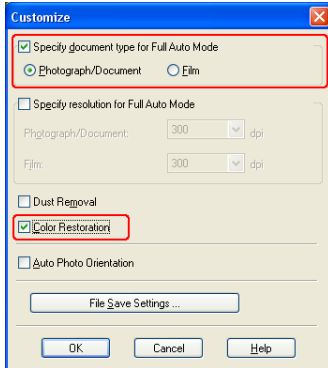 Customize
Specify document type for Full Auto Mode
Photograph/Document Film
Specify resolution for Full Auto Mode
Photograph/Document: 300 dpi
Film: 300 dpi
Dust Removal
Color Restoration
Auto Photo Orientation
File Save Settings ...
OK Cancel Help